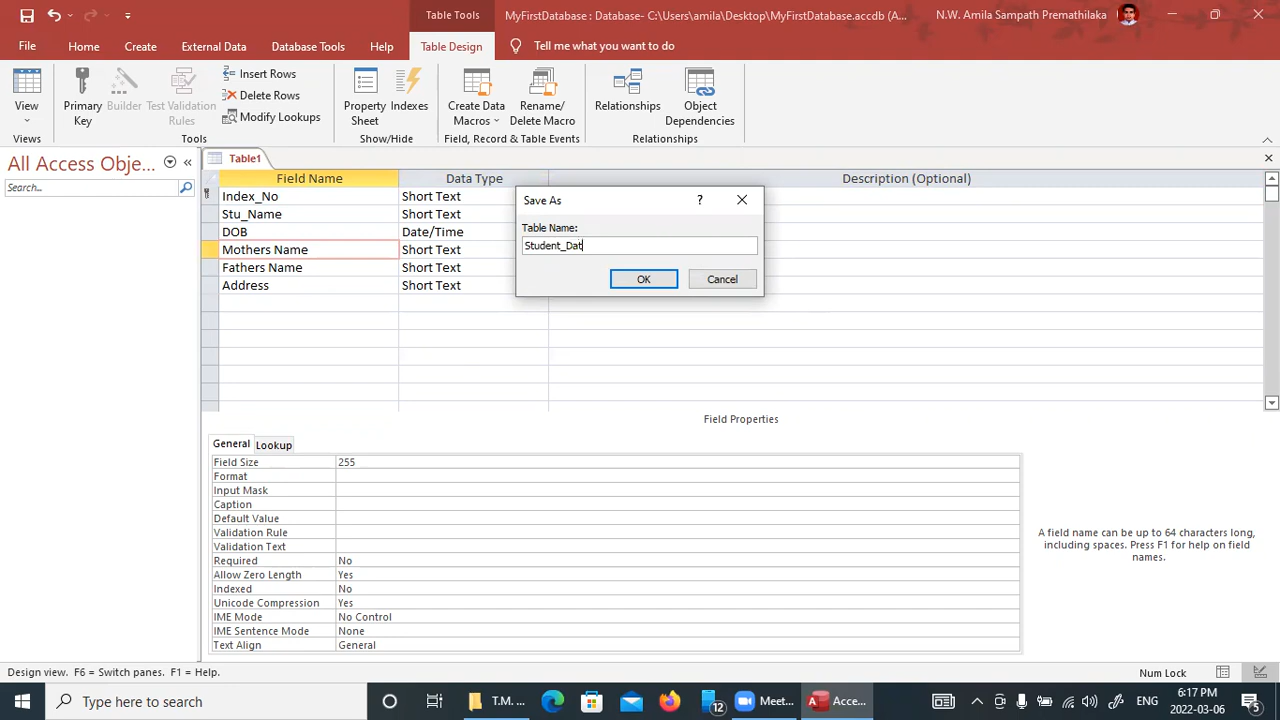 Table Tools
MyFirstDatabase : Database- C:\Users\amila\Desktop\MyFirstDatabase.accdb (A...
N.W. Amila Sampath Premathilaka
File
Home
Create
External Data
Database Tools
Help
Table Design
Tell me what you want to do
View
Primary
Key
Builder
Test Validation
Rules
Insert Rows
Delete Rows
Modify Lookups
Property
Sheet
Indexes
Create Data
Macros
Rename/
Delete Macro
Relationships
Object
Dependencies
Views
Tools
Show/Hide
Field, Record & Table Events
Relationships
All Access Obje...
Search...
Table1
Field Name
Data Type
Description (Optional)
Index_No
Short Text
Stu_Name
Short Text
DOB
Date/Time
Mothers Name
Short Text
Fathers Name
Short Text
Address
Short Text
Save As
?
Table Name:
Student_Dat
OK
Cancel
Field Properties
General
Lookup
Field Size
255
Format
Input Mask
Caption
Default Value
Validation Rule
Validation Text
Required
No
Allow Zero Length
Yes
Indexed
No
Unicode Compression
Yes
IME Mode
No Control
IME Sentence Mode
None
Text Align
General
A field name can be up to 64 characters long,
including spaces. Press F1 for help on field
names.
Design view. F6 = Switch panes. F1 = Help.
Num Lock
Type here to search
T.M. ...
12
Meet...
Acce...
ENG
6:17 PM
2022-03-06
5